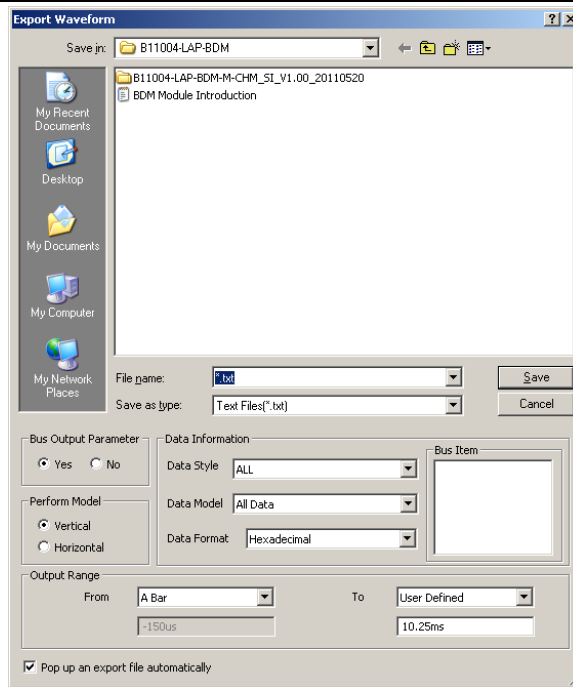 Export Waveform
Save in: B11004-LAP-BDM
B11004-LAP-BDM-M-CHM_SI_V1.00_20110520
BDM Module Introduction
My Recent
Documents
Desktop
My Documents
My Computer
My Network
Places
File name: *.txt Save
Save as type: Text Files(*.txt) Cancel
Bus Output Parameter
Yes No
Data Information
Data Style ALL
Data Model All Data
Data Format Hexadecimal
Bus Item
Perform Model
Vertical
Horizontal
Output Range
From A Bar To User Defined
-150us 10.25ms
Pop up an export file automatically